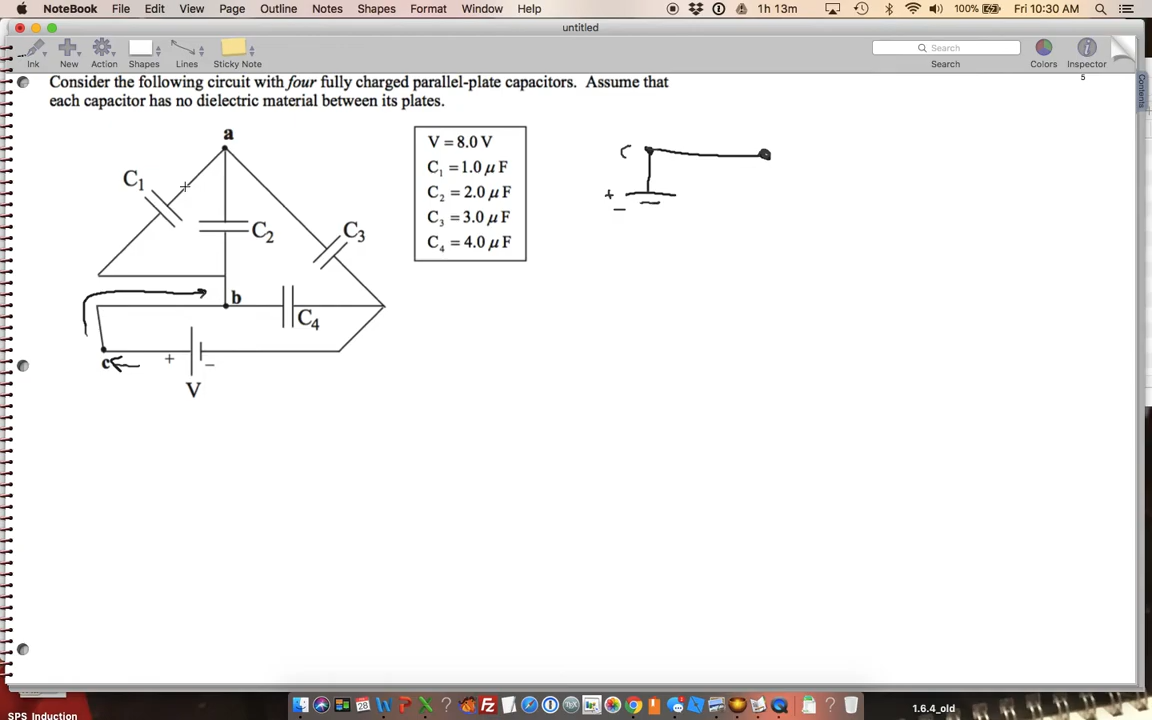 NoteBook File Edit View Page Outline Notes Shapes Format Window Help 1h 13m 100% Fri 10:30 AM
untitled
Ink New Action Shapes Lines Sticky Note Search Search Colors Inspector
5
Contents
Consider the following circuit with four fully charged parallel-plate capacitors. Assume that
each capacitor has no dielectric material between its plates.
a
C1
C2
C3
b
C4
c
+ −
V
V = 8.0 V
C1 = 1.0 μF
C2 = 2.0 μF
C3 = 3.0 μF
C4 = 4.0 μF
c
+
−
SPS Induction
1.6.4_old